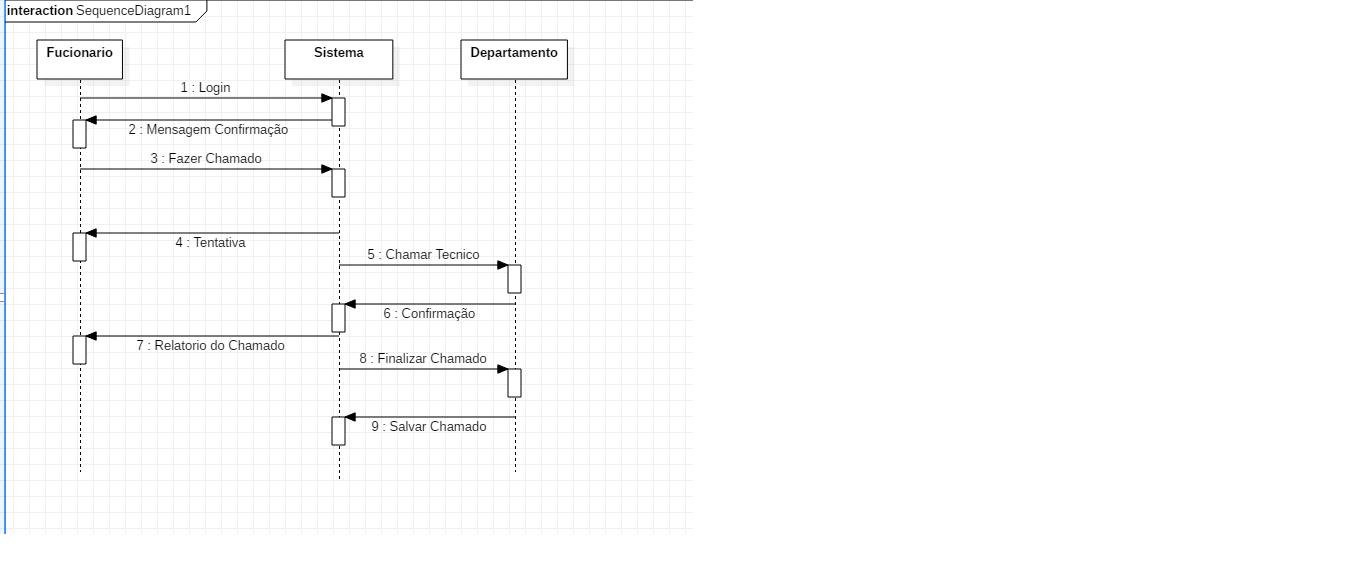 interaction SequenceDiagram1
Fucionario
Sistema
Departamento
1 : Login
2 : Mensagem Confirmação
3 : Fazer Chamado
4 : Tentativa
5 : Chamar Tecnico
6 : Confirmação
7 : Relatorio do Chamado
8 : Finalizar Chamado
9 : Salvar Chamado